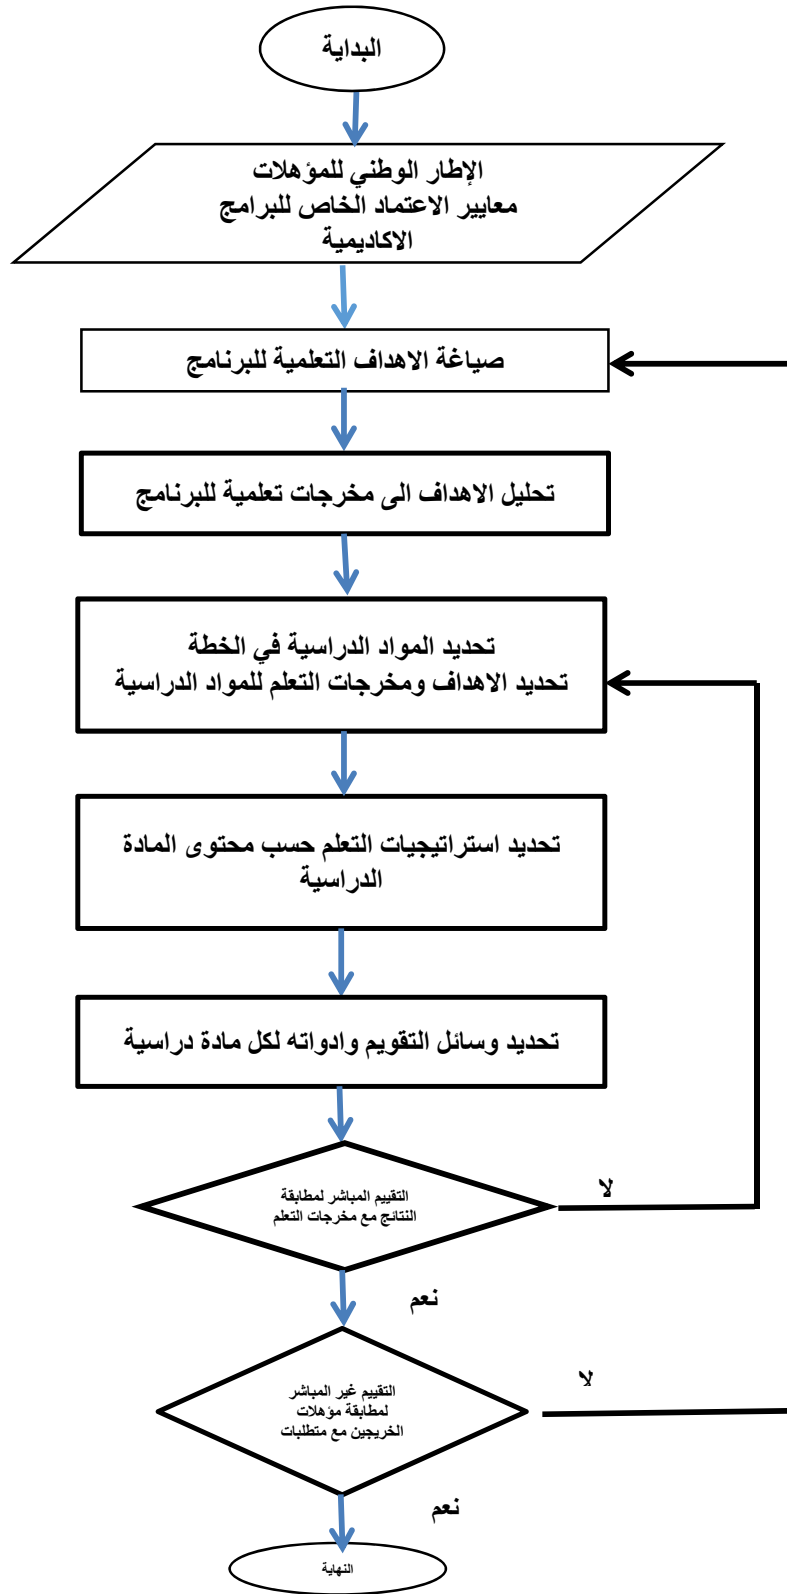 البداية
الإطار الوطني للمؤهلات
معايير الاعتماد الخاص للبرامج
الاكاديمية
صياغة الاهداف التعلمية للبرنامج
تحليل الاهداف الى مخرجات تعلمية للبرنامج
تحديد المواد الدراسية في الخطة
تحديد الاهداف ومخرجات التعلم للمواد الدراسية
تحديد استراتيجيات التعلم حسب محتوى المادة
الدراسية
تحديد وسائل التقويم وادواته لكل مادة دراسية
التقييم المباشر لمطابقة
النتائج مع مخرجات التعلم
لا
نعم
التقييم غير المباشر
لمطابقة مؤهلات
الخريجين مع متطلبات
لا
نعم
النهاية